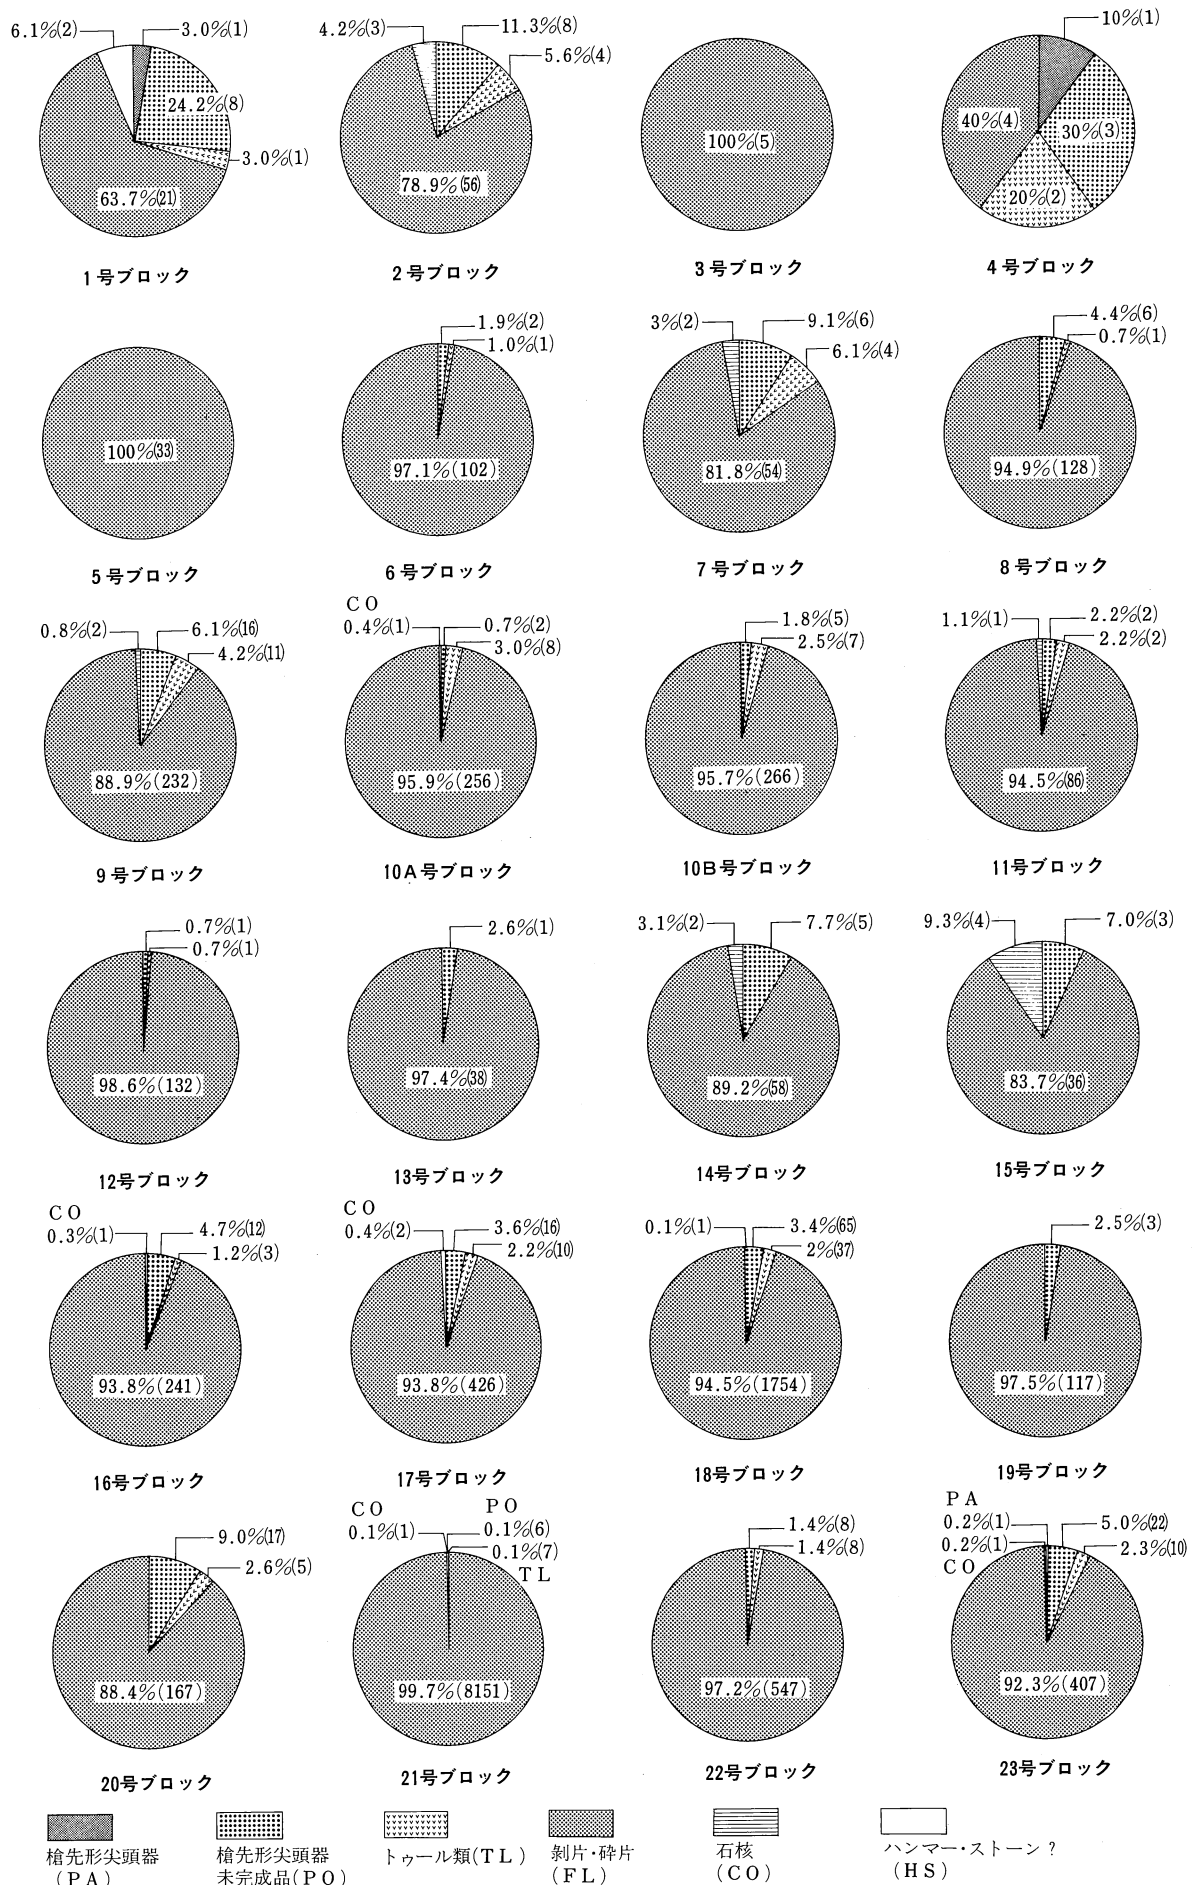 6.1%(2)
3.0%(1)
24.2%(8)
3.0%(1)
63.7%(21)
1号ブロック
4.2%(3)
11.3%(8)
5.6%(4)
78.9%(56)
2号ブロック
100%(5)
3号ブロック
10%(1)
40%(4)
30%(3)
20%(2)
4号ブロック
100%(33)
5号ブロック
1.9%(2)
1.0%(1)
97.1%(102)
6号ブロック
3%(2)
9.1%(6)
6.1%(4)
81.8%(54)
7号ブロック
4.4%(6)
0.7%(1)
94.9%(128)
8号ブロック
0.8%(2)
6.1%(16)
4.2%(11)
88.9%(232)
9号ブロック
CO
0.4%(1)
0.7%(2)
3.0%(8)
95.9%(256)
10A号ブロック
1.8%(5)
2.5%(7)
95.7%(266)
10B号ブロック
1.1%(1)
2.2%(2)
2.2%(2)
94.5%(86)
11号ブロック
0.7%(1)
0.7%(1)
98.6%(132)
12号ブロック
2.6%(1)
97.4%(38)
13号ブロック
3.1%(2)
7.7%(5)
89.2%(58)
14号ブロック
9.3%(4)
7.0%(3)
83.7%(36)
15号ブロック
CO
0.3%(1)
4.7%(12)
1.2%(3)
93.8%(241)
16号ブロック
CO
0.4%(2)
3.6%(16)
2.2%(10)
93.8%(426)
17号ブロック
0.1%(1)
3.4%(65)
2%(37)
94.5%(1754)
18号ブロック
2.5%(3)
97.5%(117)
19号ブロック
9.0%(17)
2.6%(5)
88.4%(167)
20号ブロック
CO
0.1%(1)
PO
0.1%(6)
0.1%(7)
TL
99.7%(8151)
21号ブロック
1.4%(8)
1.4%(8)
97.2%(547)
22号ブロック
PA
0.2%(1)
0.2%(1)
CO
5.0%(22)
2.3%(10)
92.3%(407)
23号ブロック
槍先形尖頭器
(PA)
槍先形尖頭器
未完成品(PO)
トゥール類(TL)
剝片・砕片
(FL)
石核
(CO)
ハンマー・ストーン?
(HS)